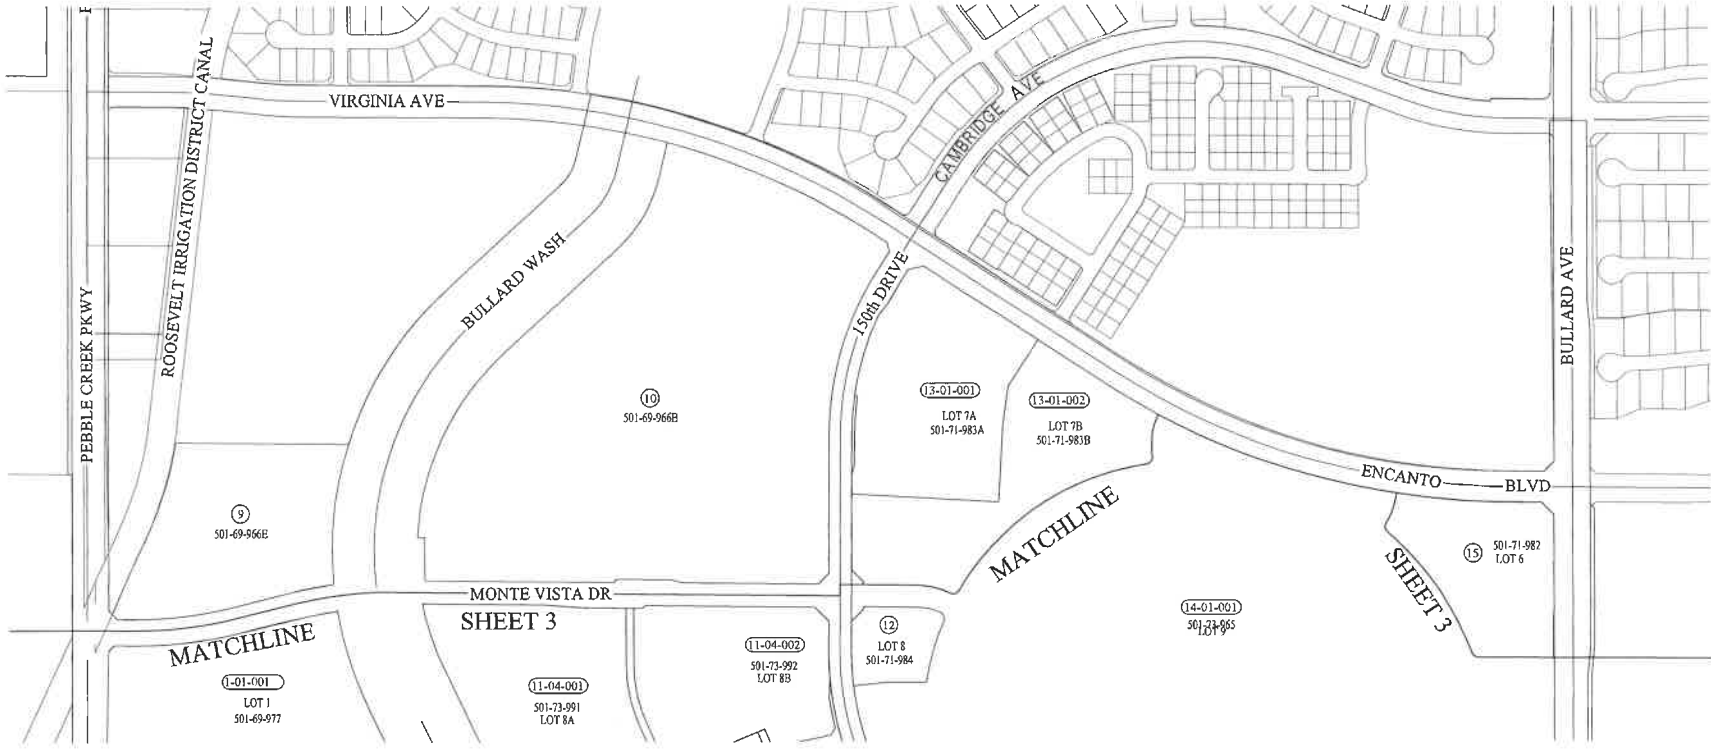 VIRGINIA AVE
ROOSEVELT IRRIGATION DISTRICT CANAL
PEBBLE CREEK PKWY
BULLARD WASH
CAMBRIDGE AVE
150th DRIVE
BULLARD AVE
10
501-69-966B
13-01-001
LOT 7A
501-71-983A
13-01-002
LOT 7B
501-71-983B
ENCANTO
BLVD
9
501-69-966E
MATCHLINE
SHEET 3
15
501-71-982
LOT 6
MONTE VISTA DR
SHEET 3
MATCHLINE
14-01-001
501-73-965
LOT 9
12
LOT 8
501-71-984
11-04-002
501-73-992
LOT 8B
1-01-001
LOT 1
501-69-977
11-04-001
501-73-991
LOT 8A